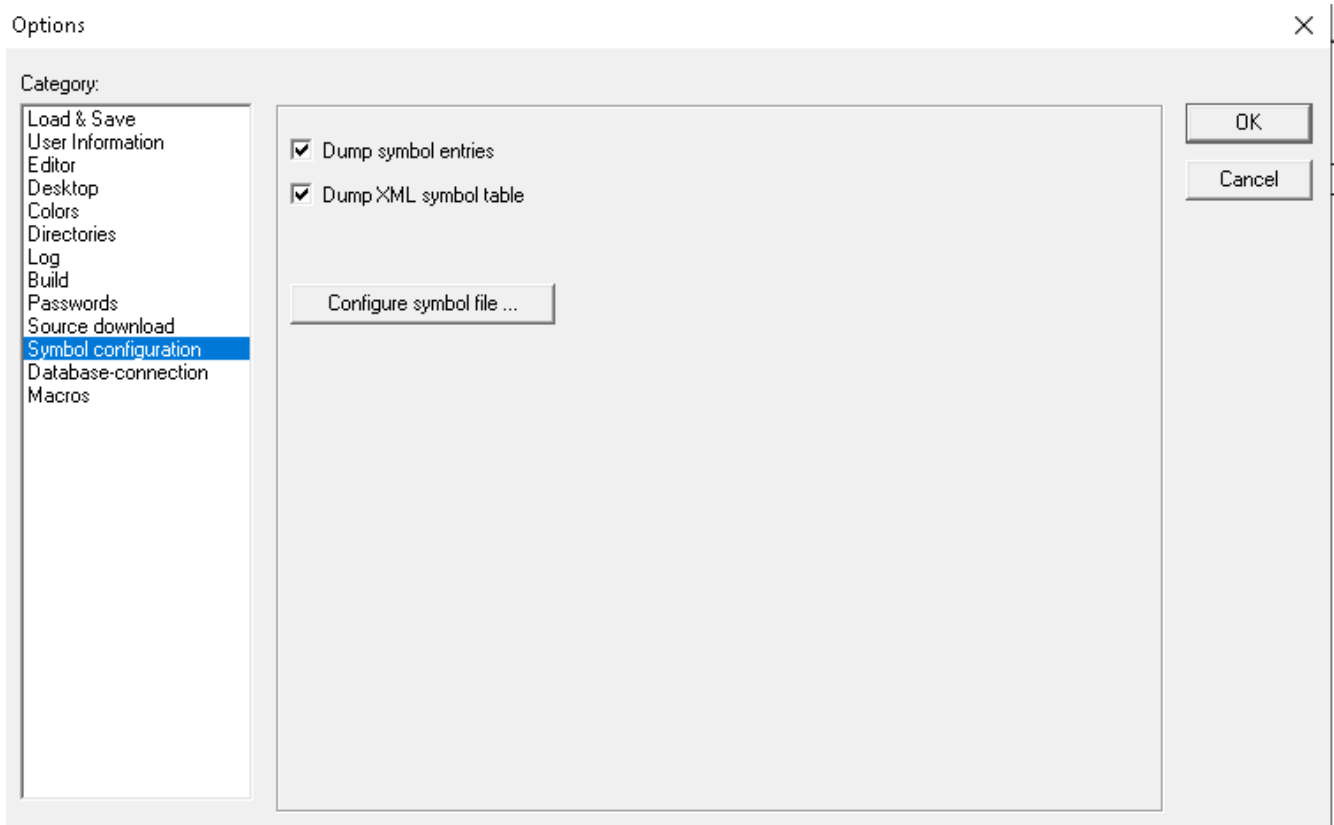 Options
Category:
Load & Save
User Information
Editor
Desktop
Colors
Directories
Log
Build
Passwords
Source download
Symbol configuration
Database-connection
Macros
Dump symbol entries
Dump XML symbol table
Configure symbol file ...
OK
Cancel